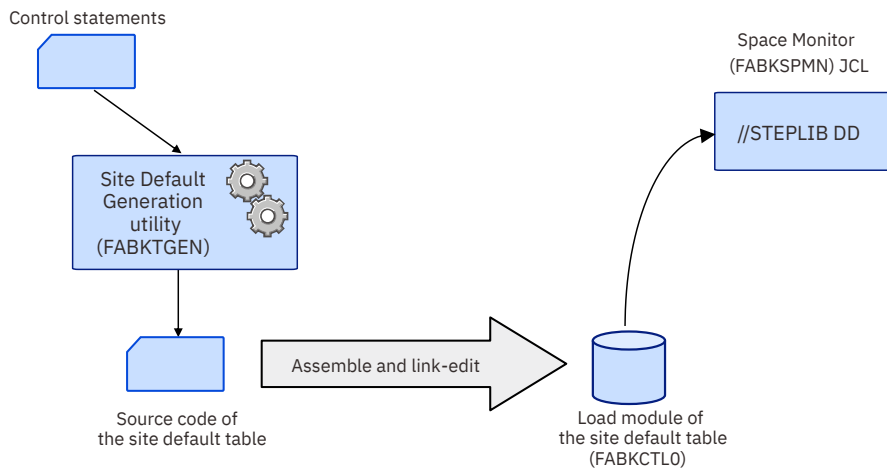 Control statements
Space Monitor
(FABKSPMN) JCL
//STEPLIB DD
Site Default
Generation
utility
(FABKTGEN)
Assemble and link-edit
Source code of
the site default table
Load module of
the site default table
(FABKCTL0)